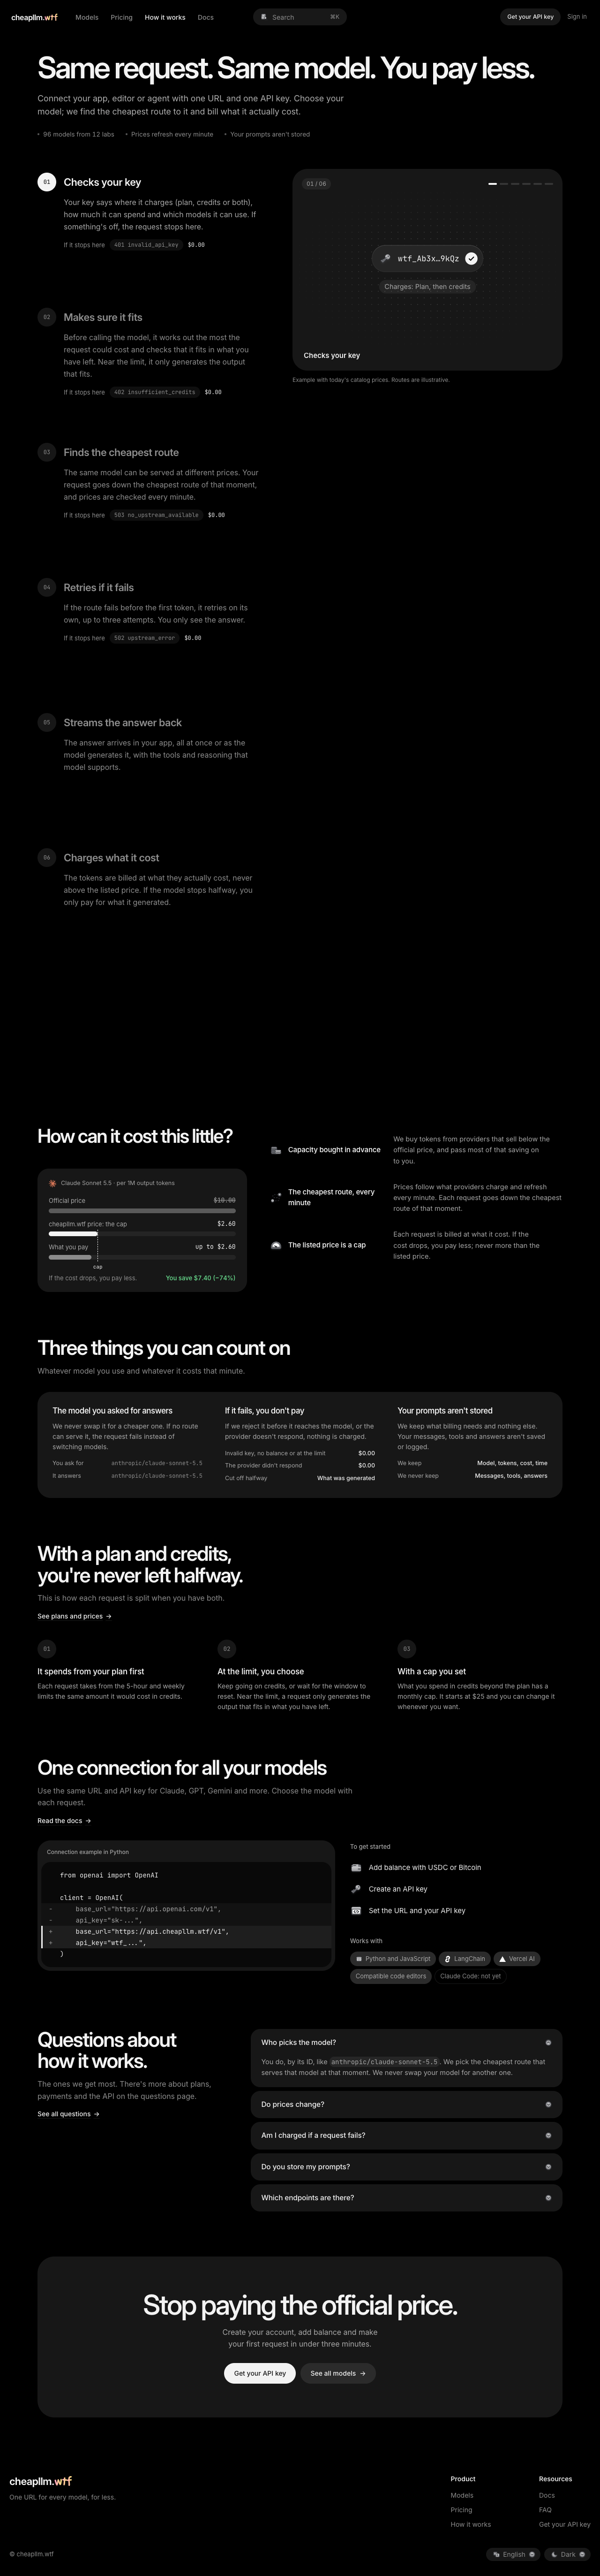 cheapllm.wtf
Models
Pricing
How it works
Docs
Search
⌘K
Get your API key
Sign in
Same request. Same model. You pay less.
Connect your app, editor or agent with one URL and one API key. Choose your
model; we find the cheapest route to it and bill what it actually cost.
96 models from 12 labs
Prices refresh every minute
Your prompts aren't stored
01
Checks your key
Your key says where it charges (plan, credits or both),
how much it can spend and which models it can use. If
something's off, the request stops here.
If it stops here
401 invalid_api_key
$0.00
02
Makes sure it fits
Before calling the model, it works out the most the
request could cost and checks that it fits in what you
have left. Near the limit, it only generates the output
that fits.
If it stops here
402 insufficient_credits
$0.00
03
Finds the cheapest route
The same model can be served at different prices. Your
request goes down the cheapest route of that moment,
and prices are checked every minute.
If it stops here
503 no_upstream_available
$0.00
04
Retries if it fails
If the route fails before the first token, it retries on its
own, up to three attempts. You only see the answer.
If it stops here
502 upstream_error
$0.00
05
Streams the answer back
The answer arrives in your app, all at once or as the
model generates it, with the tools and reasoning that
model supports.
06
Charges what it cost
The tokens are billed at what they actually cost, never
above the listed price. If the model stops halfway, you
only pay for what it generated.
01 / 06
wtf_Ab3x…9kQz
Charges: Plan, then credits
Checks your key
Example with today's catalog prices. Routes are illustrative.
How can it cost this little?
Claude Sonnet 5.5 · per 1M output tokens
Official price
$10.00
cheapllm.wtf price: the cap
$2.60
What you pay
up to $2.60
cap
If the cost drops, you pay less.
You save $7.40 (−74%)
Capacity bought in advance
We buy tokens from providers that sell below the
official price, and pass most of that saving on
to you.
The cheapest route, every
minute
Prices follow what providers charge and refresh
every minute. Each request goes down the cheapest
route of that moment.
The listed price is a cap
Each request is billed at what it cost. If the
cost drops, you pay less; never more than the
listed price.
Three things you can count on
Whatever model you use and whatever it costs that minute.
The model you asked for answers
We never swap it for a cheaper one. If no route
can serve it, the request fails instead of
switching models.
You ask for
anthropic/claude-sonnet-5.5
It answers
anthropic/claude-sonnet-5.5
If it fails, you don't pay
If we reject it before it reaches the model, or the
provider doesn't respond, nothing is charged.
Invalid key, no balance or at the limit
$0.00
The provider didn't respond
$0.00
Cut off halfway
What was generated
Your prompts aren't stored
We keep what billing needs and nothing else.
Your messages, tools and answers aren't saved
or logged.
We keep
Model, tokens, cost, time
We never keep
Messages, tools, answers
With a plan and credits,
you're never left halfway.
This is how each request is split when you have both.
See plans and prices →
01
It spends from your plan first
Each request takes from the 5-hour and weekly
limits the same amount it would cost in credits.
02
At the limit, you choose
Keep going on credits, or wait for the window to
reset. Near the limit, a request only generates the
output that fits in what you have left.
03
With a cap you set
What you spend in credits beyond the plan has a
monthly cap. It starts at $25 and you can change it
whenever you want.
One connection for all your models
Use the same URL and API key for Claude, GPT, Gemini and more. Choose the model with
each request.
Read the docs →
Connection example in Python
from openai import OpenAI
client = OpenAI(
- base_url="https://api.openai.com/v1",
- api_key="sk-...",
+ base_url="https://api.cheapllm.wtf/v1",
+ api_key="wtf_...",
)
To get started
Add balance with USDC or Bitcoin
Create an API key
Set the URL and your API key
Works with
Python and JavaScript
LangChain
Vercel AI
Compatible code editors
Claude Code: not yet
Questions about
how it works.
The ones we get most. There's more about plans,
payments and the API on the questions page.
See all questions →
Who picks the model?
You do, by its ID, like anthropic/claude-sonnet-5.5. We pick the cheapest route that
serves that model at that moment. We never swap your model for another one.
Do prices change?
Am I charged if a request fails?
Do you store my prompts?
Which endpoints are there?
Stop paying the official price.
Create your account, add balance and make
your first request in under three minutes.
Get your API key
See all models →
cheapllm.wtf
One URL for every model, for less.
Product
Models
Pricing
How it works
Resources
Docs
FAQ
Get your API key
© cheapllm.wtf
English
Dark